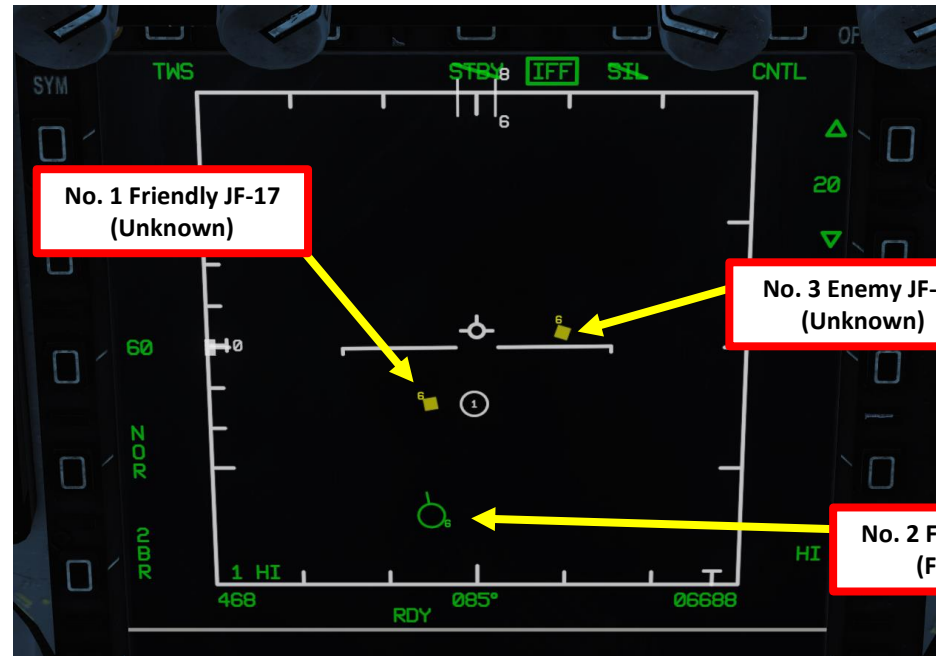 OF
SYM
TWS
STBY
IFF
SIL
CNTL
8
6
No. 1 Friendly JF-17
(Unknown)
20
No. 3 Enemy JF-
(Unknown)
6
60
0
6
1
NOR
6
No. 2 F
(F
2BR
HI
1 HI
468
085°
06688
RDY